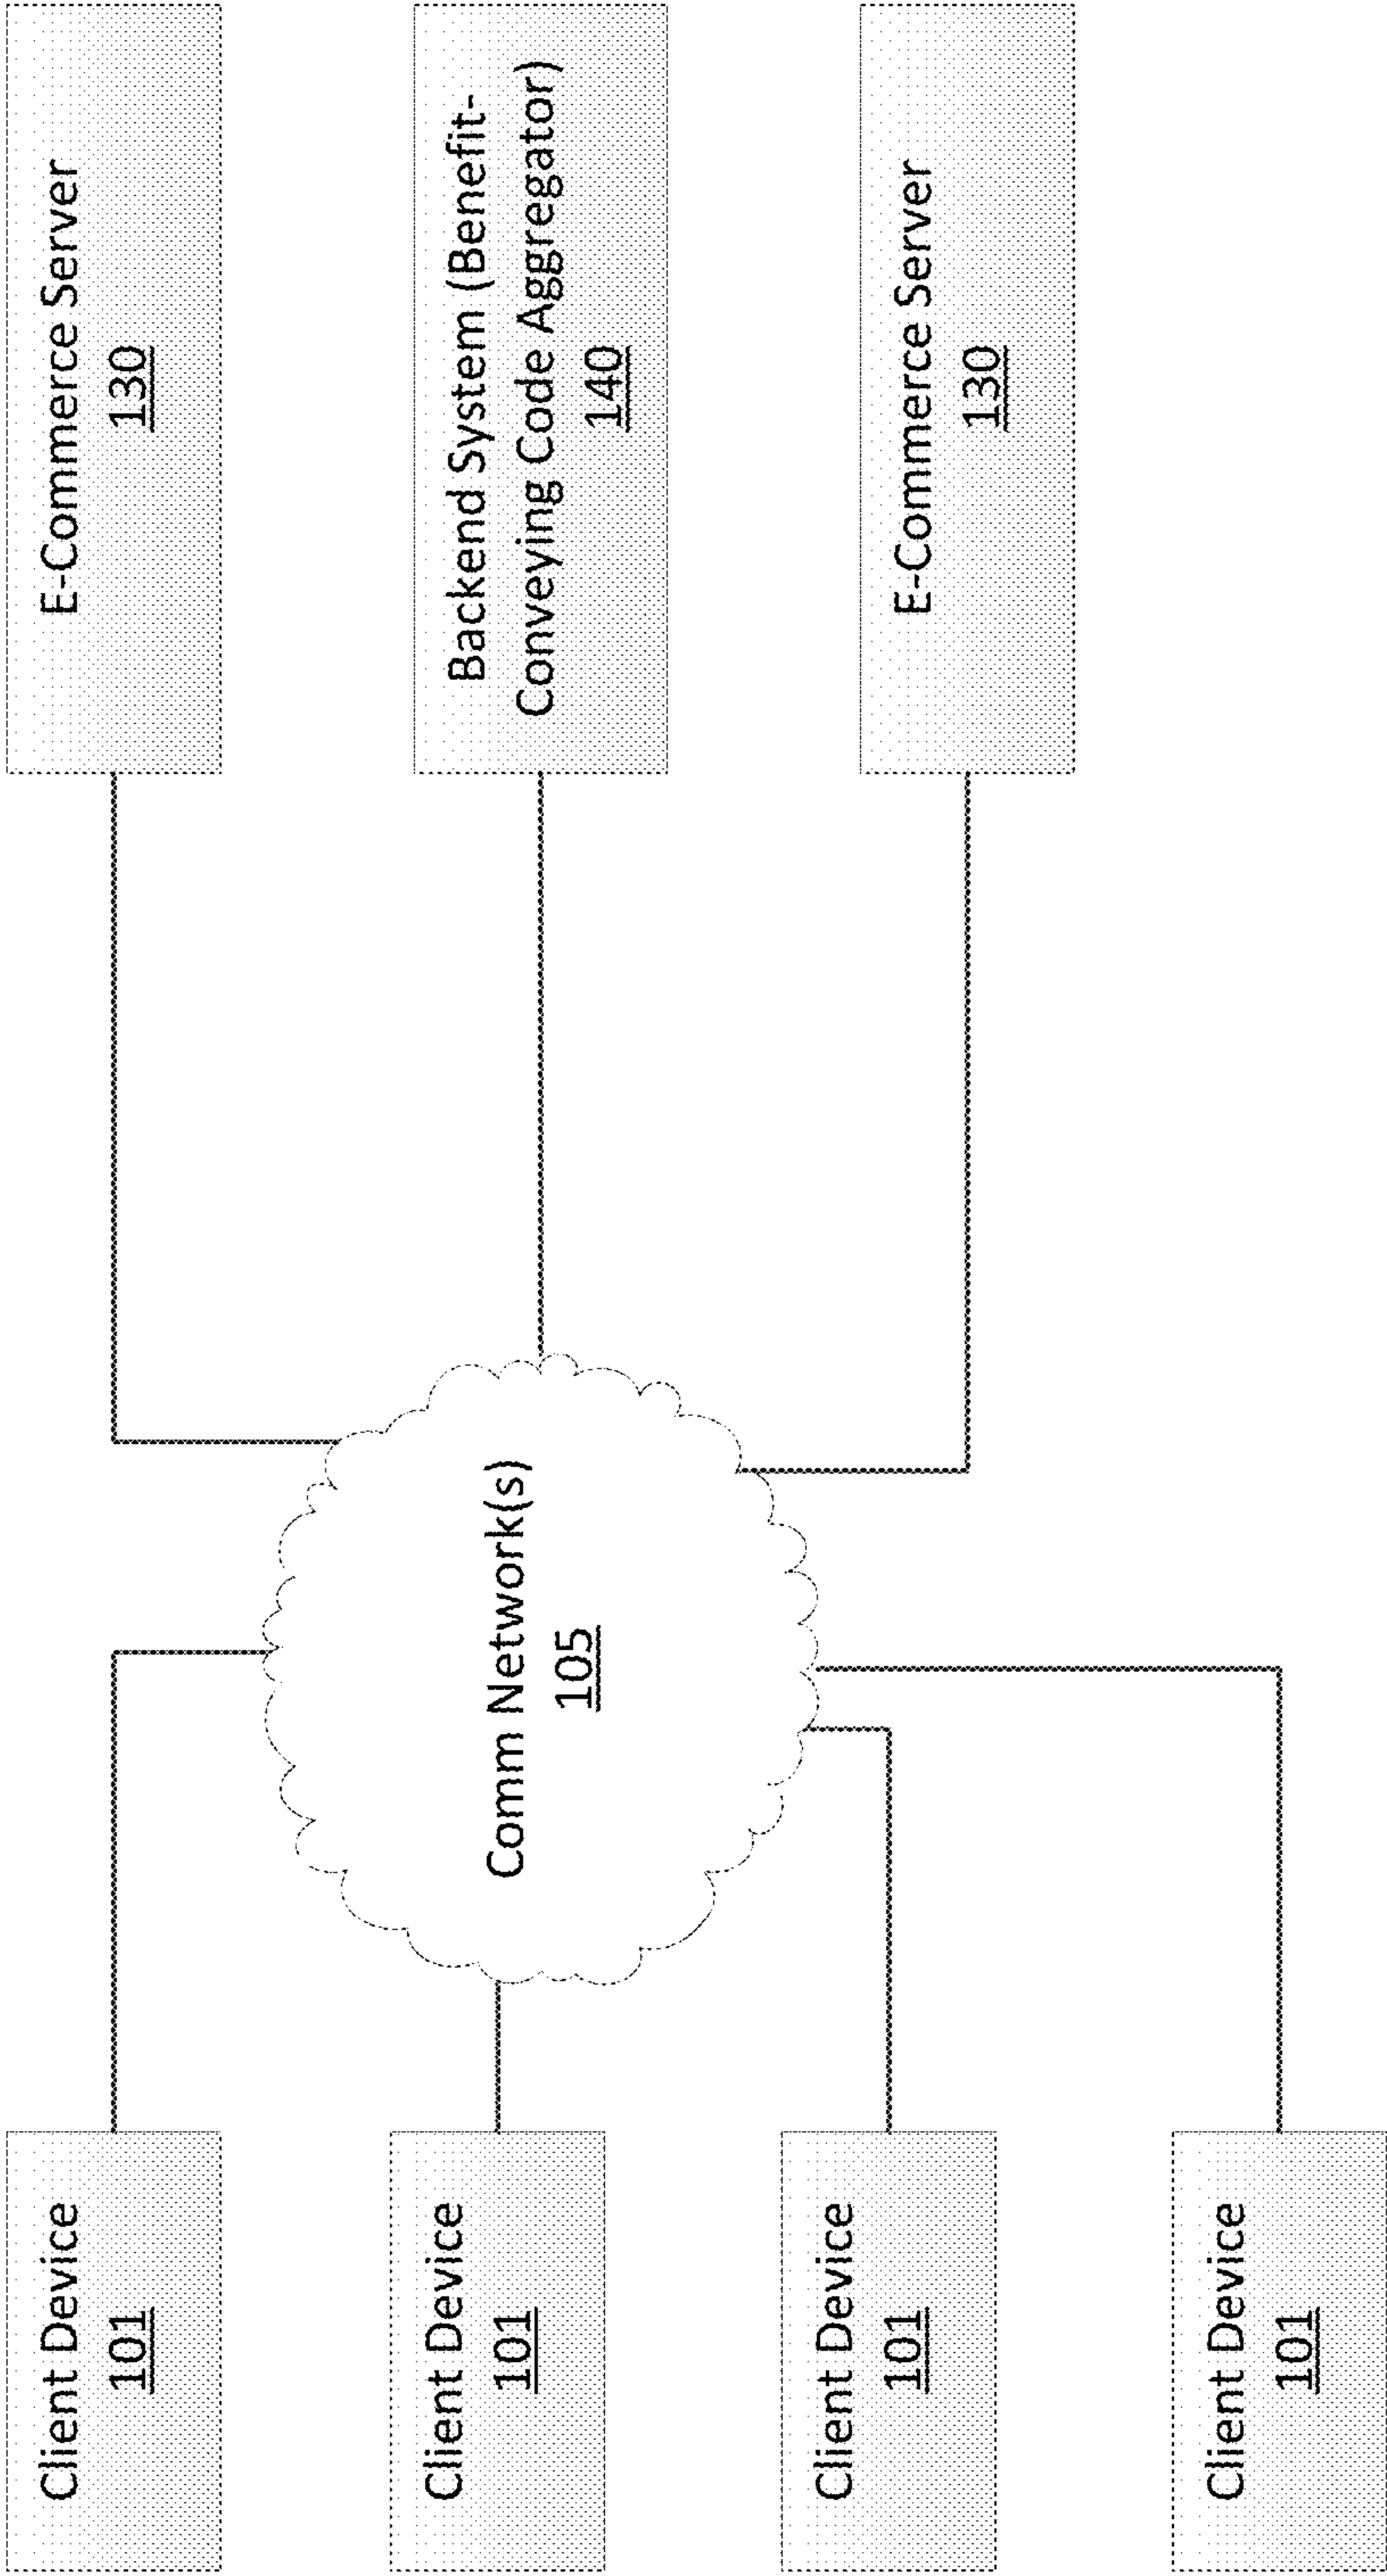 Client Device
101
Client Device
101
Client Device
101
Client Device
101
Comm Network(s)
105
E-Commerce Server
130
Backend System (Benefit-
Conveying Code Aggregator)
140
E-Commerce Server
130